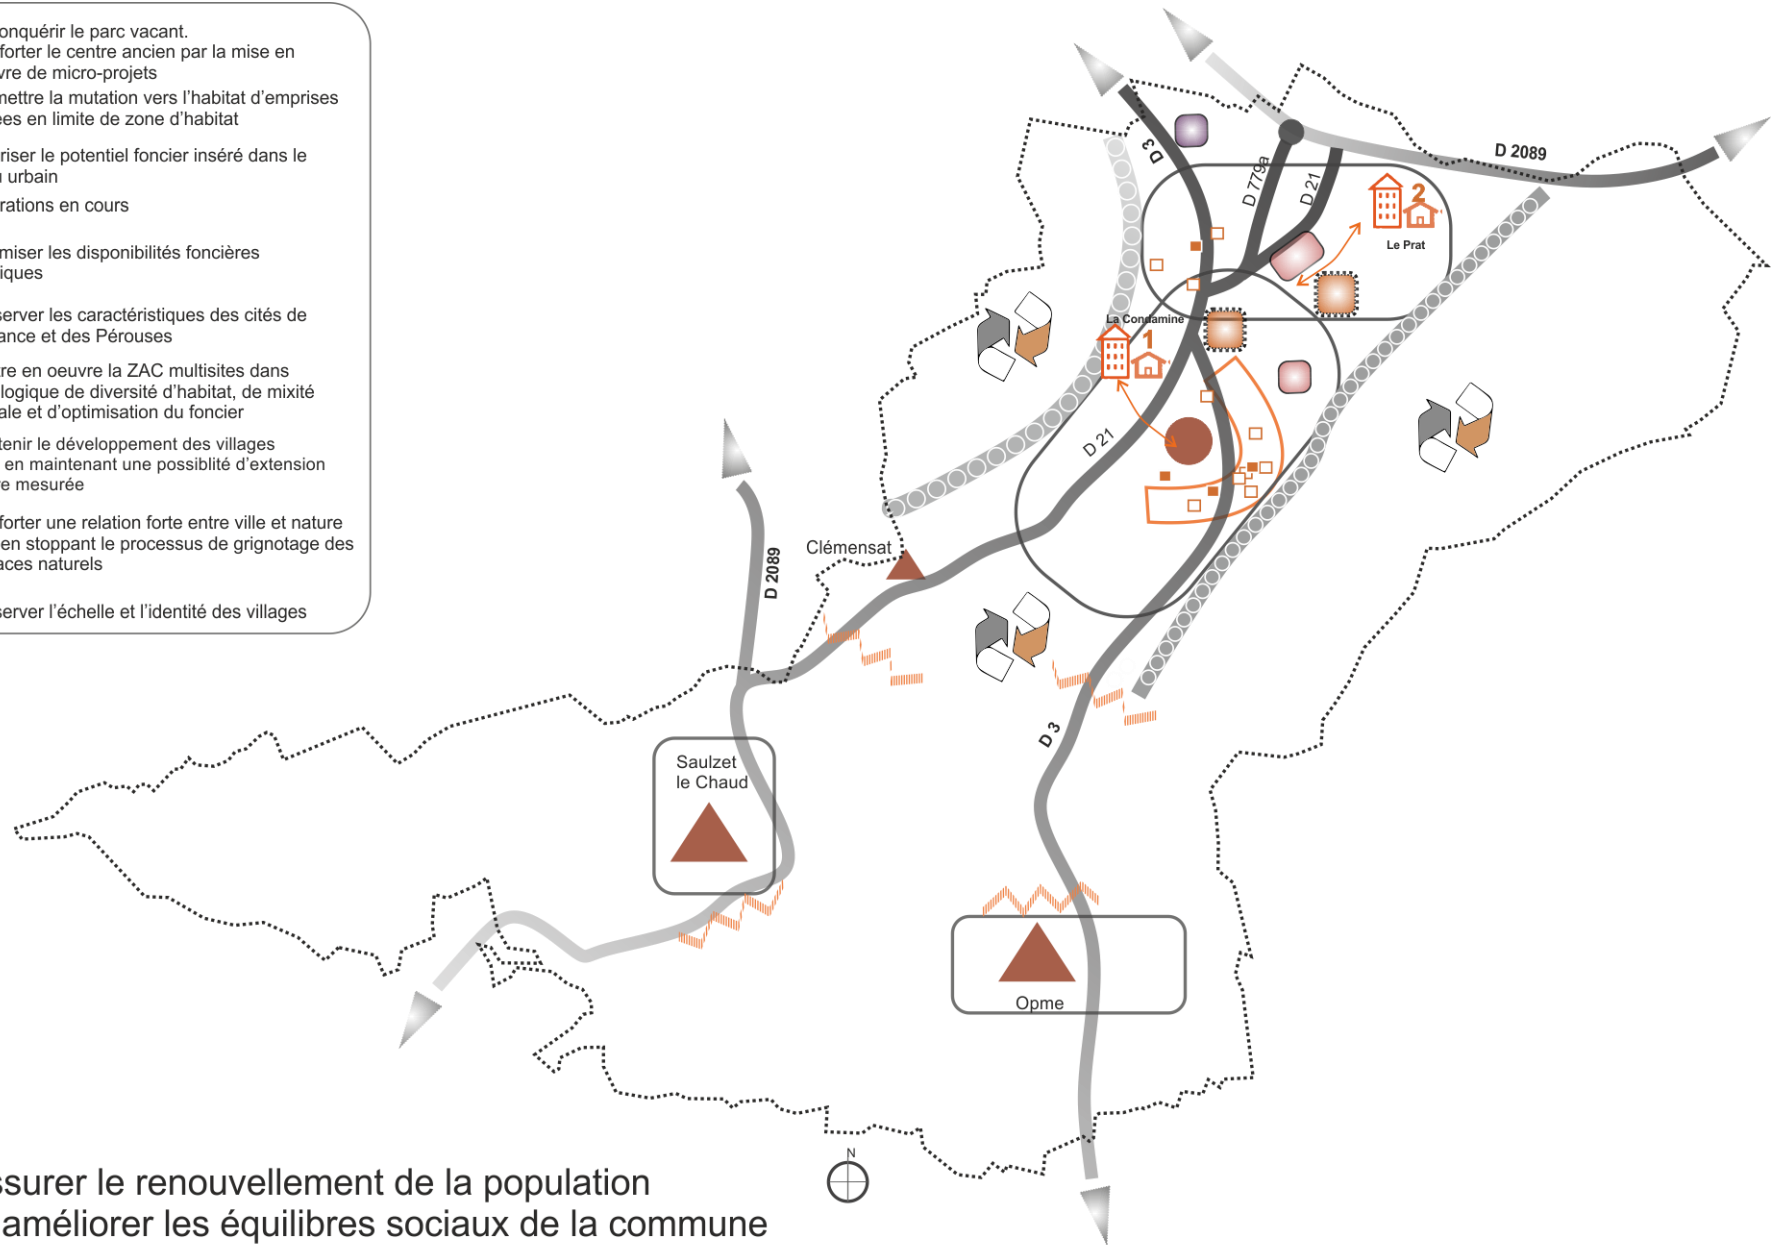 onquérir le parc vacant.
forter le centre ancien par la mise en
vre de micro-projets
mettre la mutation vers l'habitat d'emprises
ées en limite de zone d'habitat
riser le potentiel foncier inséré dans le
u urbain
rations en cours
miser les disponibilités foncières
iques
server les caractéristiques des cités de
ance et des Pérouses
tre en oeuvre la ZAC multisites dans
logique de diversité d'habitat, de mixité
ale et d'optimisation du foncier
tenir le développement des villages
en maintenant une possiblité d'extension
re mesurée
forter une relation forte entre ville et nature
en stoppant le processus de grignotage des
aces naturels
server l'échelle et l'identité des villages
D 3
D 779a
D 21
D 2089
2
Le Prat
La Condamine
1
D 21
Clémensat
D 2089
D 3
Saulzet
le Chaud
Opme
N
ssurer le renouvellement de la population
améliorer les équilibres sociaux de la commune